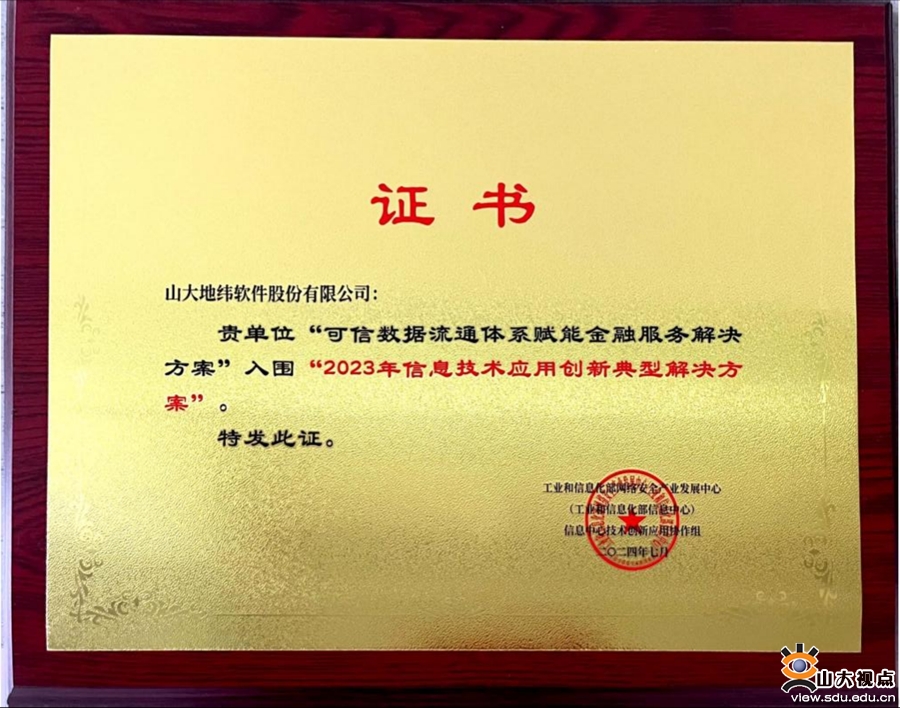 证书
山大地纬软件股份有限公司：
贵单位“可信数据流通体系赋能金融服务解决
方案”入围“2023年信息技术应用创新典型解决方
案”。
特发此证。
工业和信息化部网络安全产业发展中心
（工业和信息化部信息中心）
信息中心技术创新应用协作组
二〇二四年七月
山大视点
view.sdu.edu.cn